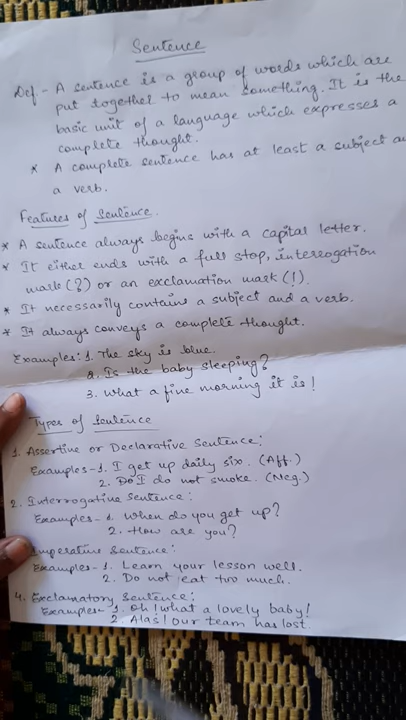 Sentence
Def - A sentence is a group of words which are
put together to mean something. It is the
basic unit of a language which expresses a
complete thought.
* A complete sentence has at least a subject an
a verb.
Features of Sentence.
* A sentence always begins with a capital letter.
* It either ends with a full stop, interrogation
mark (?) or an exclamation mark (!).
* It necessarily contains a subject and a verb.
* It always conveys a complete thought.
Examples: 1. The sky is blue.
2. Is the baby sleeping?
3. What a fine morning it is!
Types of Sentence
1. Assertive or Declarative Sentence:
Examples - 1. I get up daily six. (Aff.)
2. I do not smoke. (Neg.)
2. Interrogative Sentence:
Examples - 1. When do you get up?
2. How are you?
Imperative Sentence:
Examples - 1. Learn your lesson well.
2. Do not eat too much.
4. Exclamatory Sentence:
Examples - 1. Oh! what a lovely baby!
2. Alas! our team has lost.